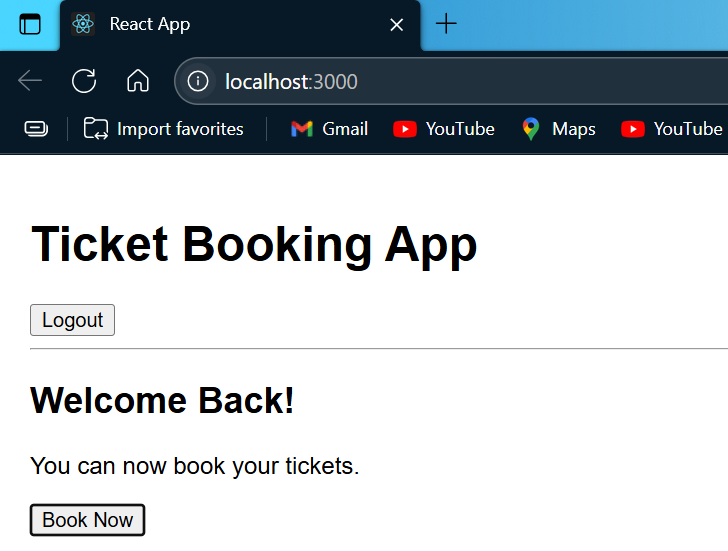 React App
localhost:3000
Import favorites Gmail YouTube Maps YouTube
Ticket Booking App
Logout
Welcome Back!
You can now book your tickets.
Book Now